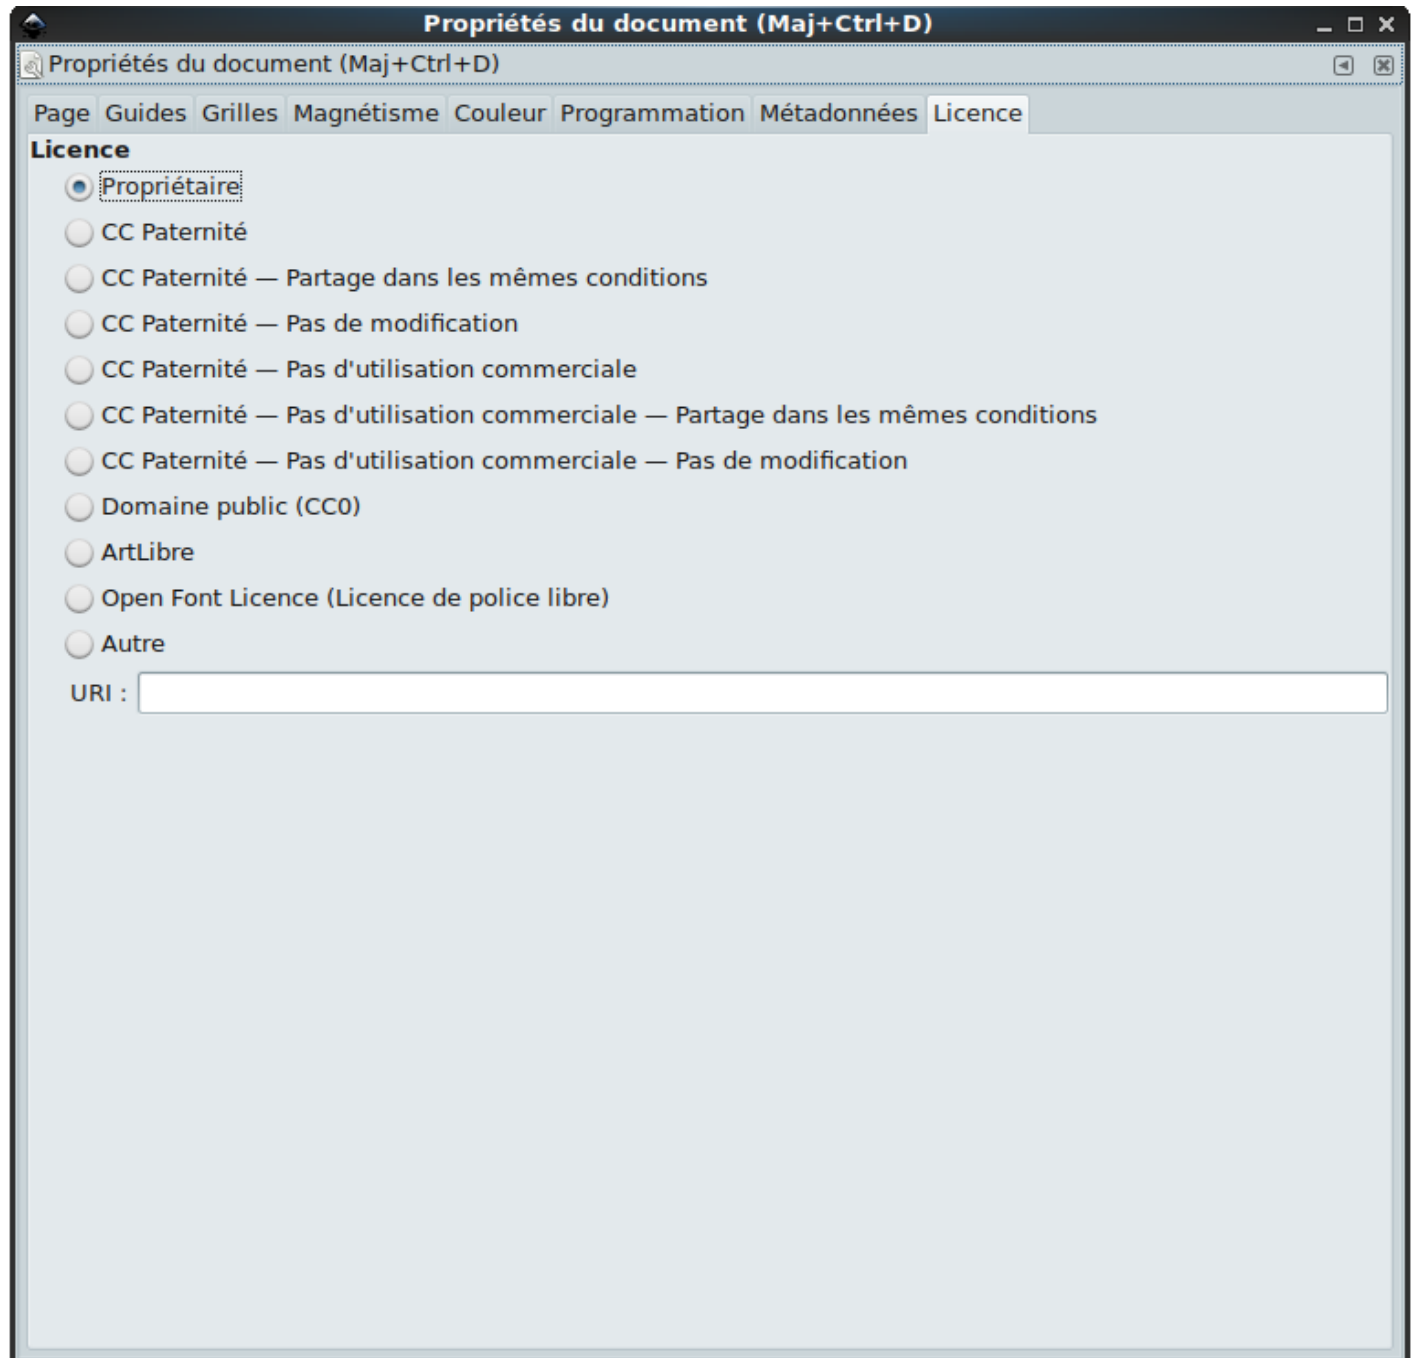 Propriétés du document (Maj+Ctrl+D)
Propriétés du document (Maj+Ctrl+D)
Page Guides Grilles Magnétisme Couleur Programmation Métadonnées Licence
Licence
Propriétaire
CC Paternité
CC Paternité — Partage dans les mêmes conditions
CC Paternité — Pas de modification
CC Paternité — Pas d'utilisation commerciale
CC Paternité — Pas d'utilisation commerciale — Partage dans les mêmes conditions
CC Paternité — Pas d'utilisation commerciale — Pas de modification
Domaine public (CC0)
ArtLibre
Open Font Licence (Licence de police libre)
Autre
URI :